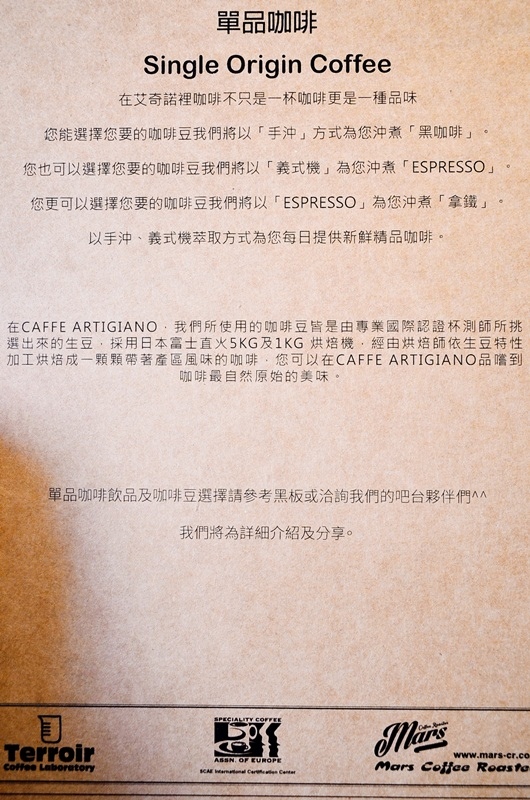 單品咖啡
Single Origin Coffee
在艾奇諾裡咖啡不只是一杯咖啡更是一種品味
您能選擇您要的咖啡豆我們將以「手沖」方式為您沖煮「黑咖啡」。
您也可以選擇您要的咖啡豆我們將以「義式機」為您沖煮「ESPRESSO」。
您更可以選擇您要的咖啡豆我們將以「ESPRESSO」為您沖煮「拿鐵」。
以手沖、義式機萃取方式為您每日提供新鮮精品咖啡。
在CAFFE ARTIGIANO，我們所使用的咖啡豆皆是由專業國際認證杯測師所挑
選出來的生豆，採用日本富士直火5KG及1KG 烘焙機，經由烘焙師依生豆特性
加工烘焙成一顆顆帶著產區風味的咖啡，您可以在CAFFE ARTIGIANO品嚐到
咖啡最自然原始的美味。
單品咖啡飲品及咖啡豆選擇請參考黑板或洽詢我們的吧台夥伴們^^
我們將為詳細介紹及分享。
Terroir
Coffee Laboratory
SPECIALITY COFFEE
ASSN. OF EUROPE
SCAE International Certification Center
Coffee Roaster
Mars
www.mars-cr.co
Mars Coffee Roaste